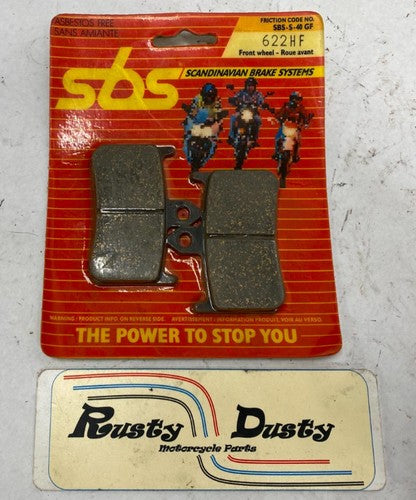 ASBESTOS FREE
SANS AMIANTE
FRICTION CODE NO.
SBS-S-40 GF
622HF
Front wheel - Roue avant
sbs
SCANDINAVIAN BRAKE SYSTEMS
WARNING - PRODUCT INFO ON REVERSE SIDE. AVERTISSEMENT - INFORMATION PRODUIT, VOIR AU VERSO.
THE POWER TO STOP YOU
Rusty Dusty
Motorcycle Parts